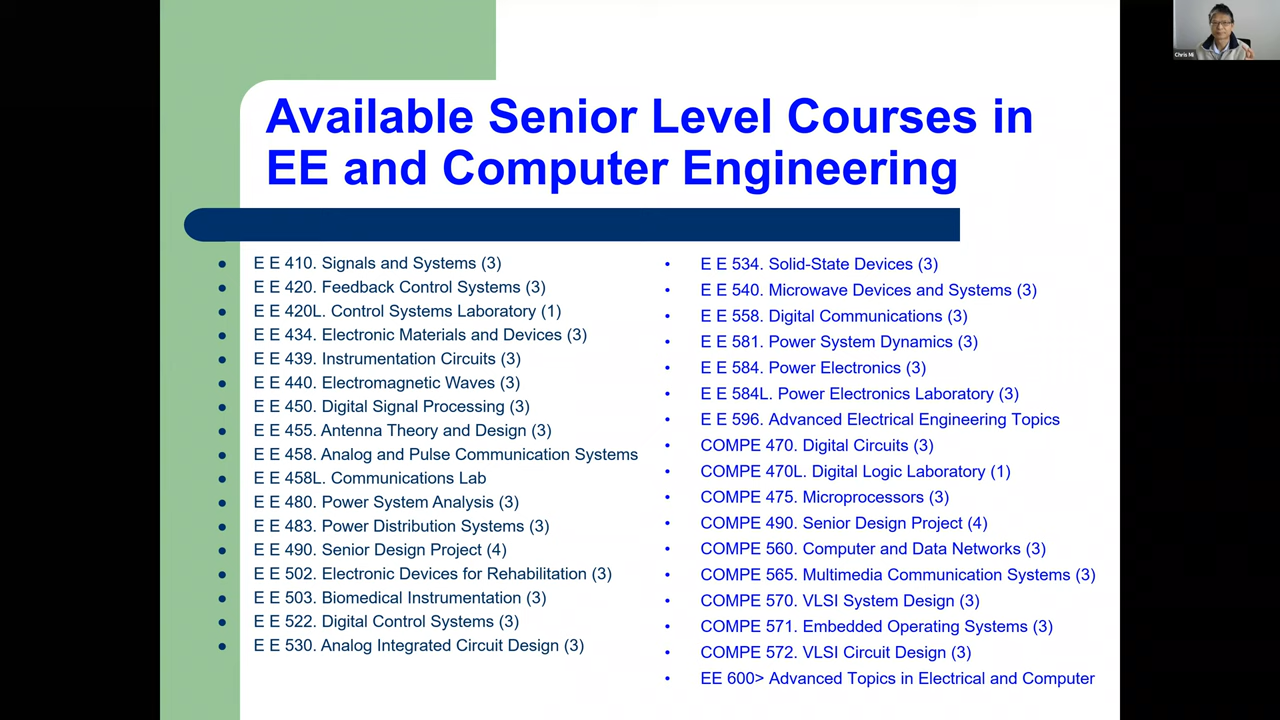 Available Senior Level Courses in
EE and Computer Engineering
E E 410. Signals and Systems (3)
E E 420. Feedback Control Systems (3)
E E 420L. Control Systems Laboratory (1)
E E 434. Electronic Materials and Devices (3)
E E 439. Instrumentation Circuits (3)
E E 440. Electromagnetic Waves (3)
E E 450. Digital Signal Processing (3)
E E 455. Antenna Theory and Design (3)
E E 458. Analog and Pulse Communication Systems
E E 458L. Communications Lab
E E 480. Power System Analysis (3)
E E 483. Power Distribution Systems (3)
E E 490. Senior Design Project (4)
E E 502. Electronic Devices for Rehabilitation (3)
E E 503. Biomedical Instrumentation (3)
E E 522. Digital Control Systems (3)
E E 530. Analog Integrated Circuit Design (3)
E E 534. Solid-State Devices (3)
E E 540. Microwave Devices and Systems (3)
E E 558. Digital Communications (3)
E E 581. Power System Dynamics (3)
E E 584. Power Electronics (3)
E E 584L. Power Electronics Laboratory (3)
E E 596. Advanced Electrical Engineering Topics
COMPE 470. Digital Circuits (3)
COMPE 470L. Digital Logic Laboratory (1)
COMPE 475. Microprocessors (3)
COMPE 490. Senior Design Project (4)
COMPE 560. Computer and Data Networks (3)
COMPE 565. Multimedia Communication Systems (3)
COMPE 570. VLSI System Design (3)
COMPE 571. Embedded Operating Systems (3)
COMPE 572. VLSI Circuit Design (3)
EE 600> Advanced Topics in Electrical and Computer
Chris Mi